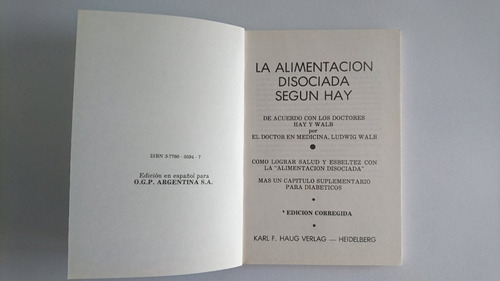 ISBN 3-7760-0594-7
Edición en español para
O.G.P. ARGENTINA S.A.
LA ALIMENTACION
DISOCIADA
SEGUN HAY
DE ACUERDO CON LOS DOCTORES
HAY Y WALB
por
EL DOCTOR EN MEDICINA, LUDWIG WALB
COMO LOGRAR SALUD Y ESBELTEZ CON
LA "ALIMENTACION DISOCIADA"
MAS UN CAPITULO SUPLEMENTARIO
PARA DIABETICOS
EDICION CORREGIDA
KARL F. HAUG VERLAG — HEIDELBERG